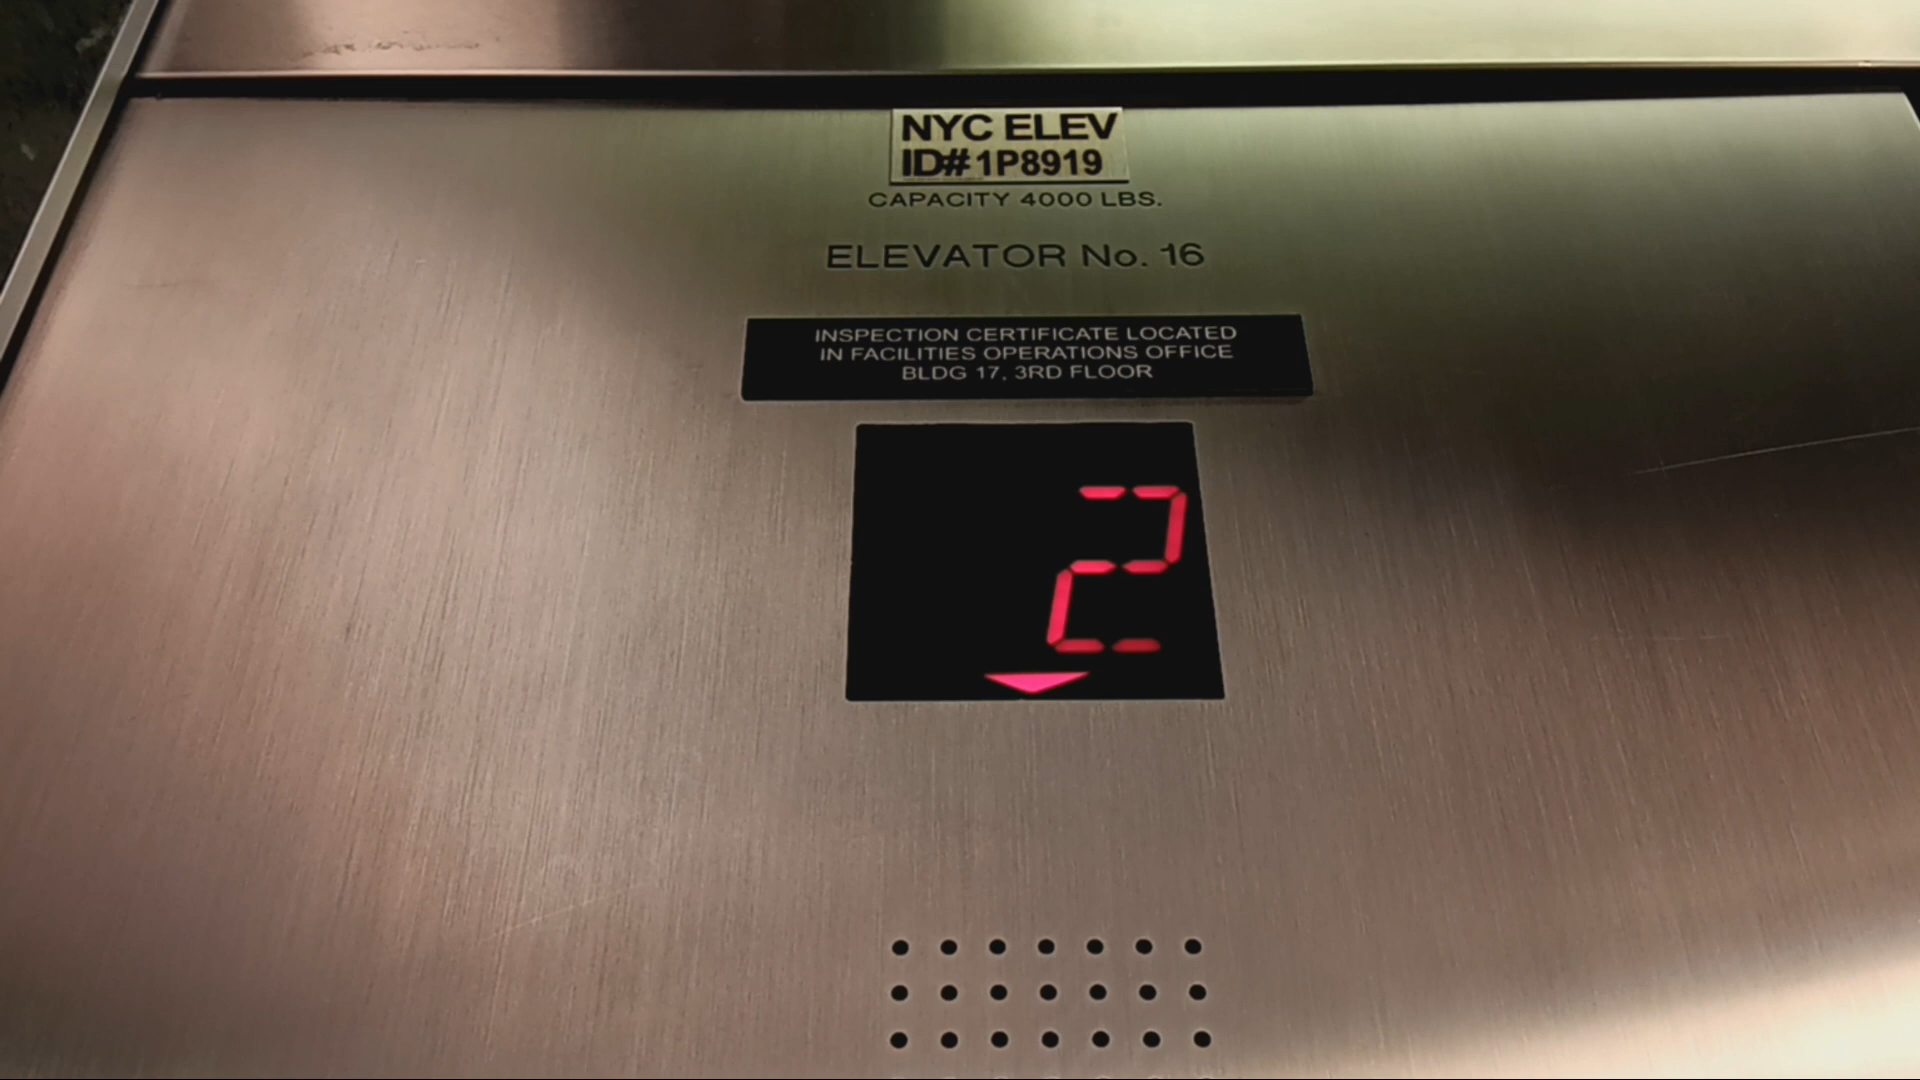 NYC ELEV
ID# 1P8919
CAPACITY 4000 LBS.
ELEVATOR No. 16
INSPECTION CERTIFICATE LOCATED
IN FACILITIES OPERATIONS OFFICE
BLDG 17, 3RD FLOOR
2